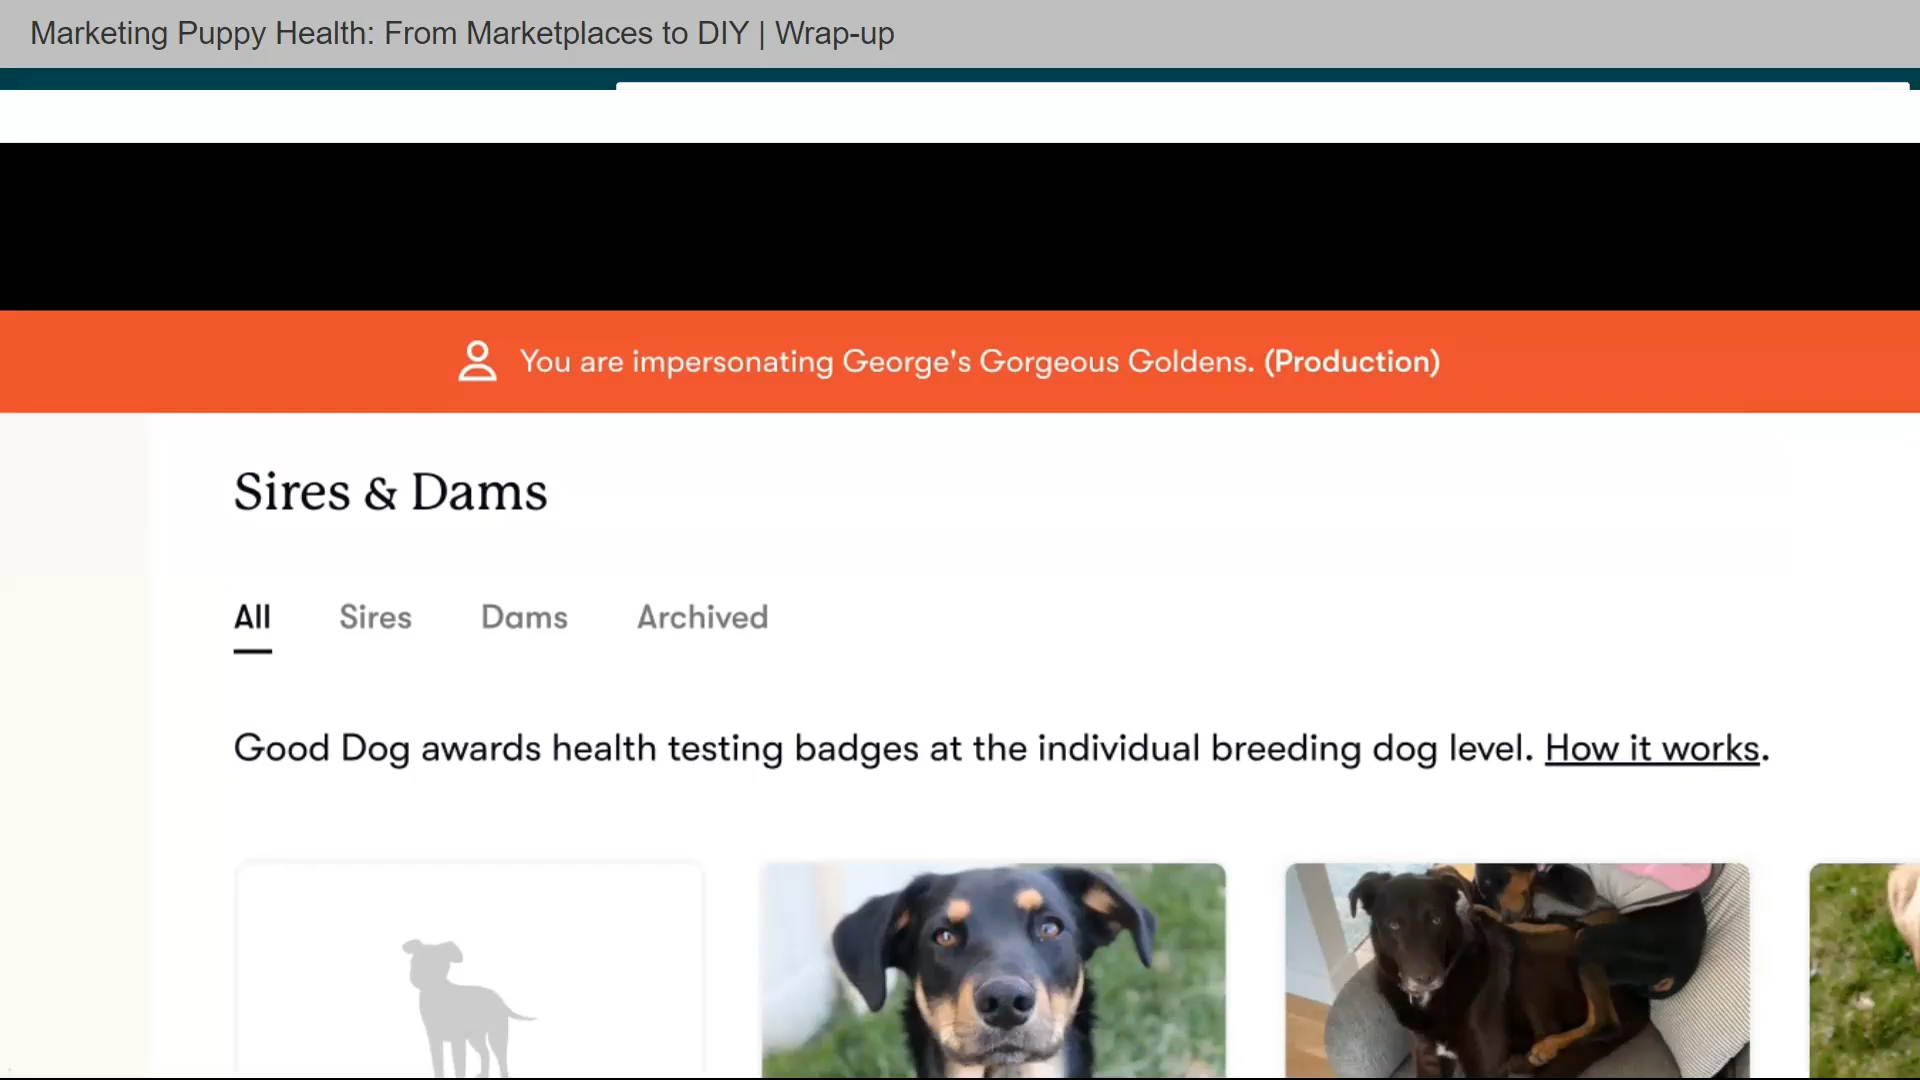 Marketing Puppy Health: From Marketplaces to DIY | Wrap-up
You are impersonating George's Gorgeous Goldens. (Production)
Sires & Dams
All Sires Dams Archived
Good Dog awards health testing badges at the individual breeding dog level. How it works.